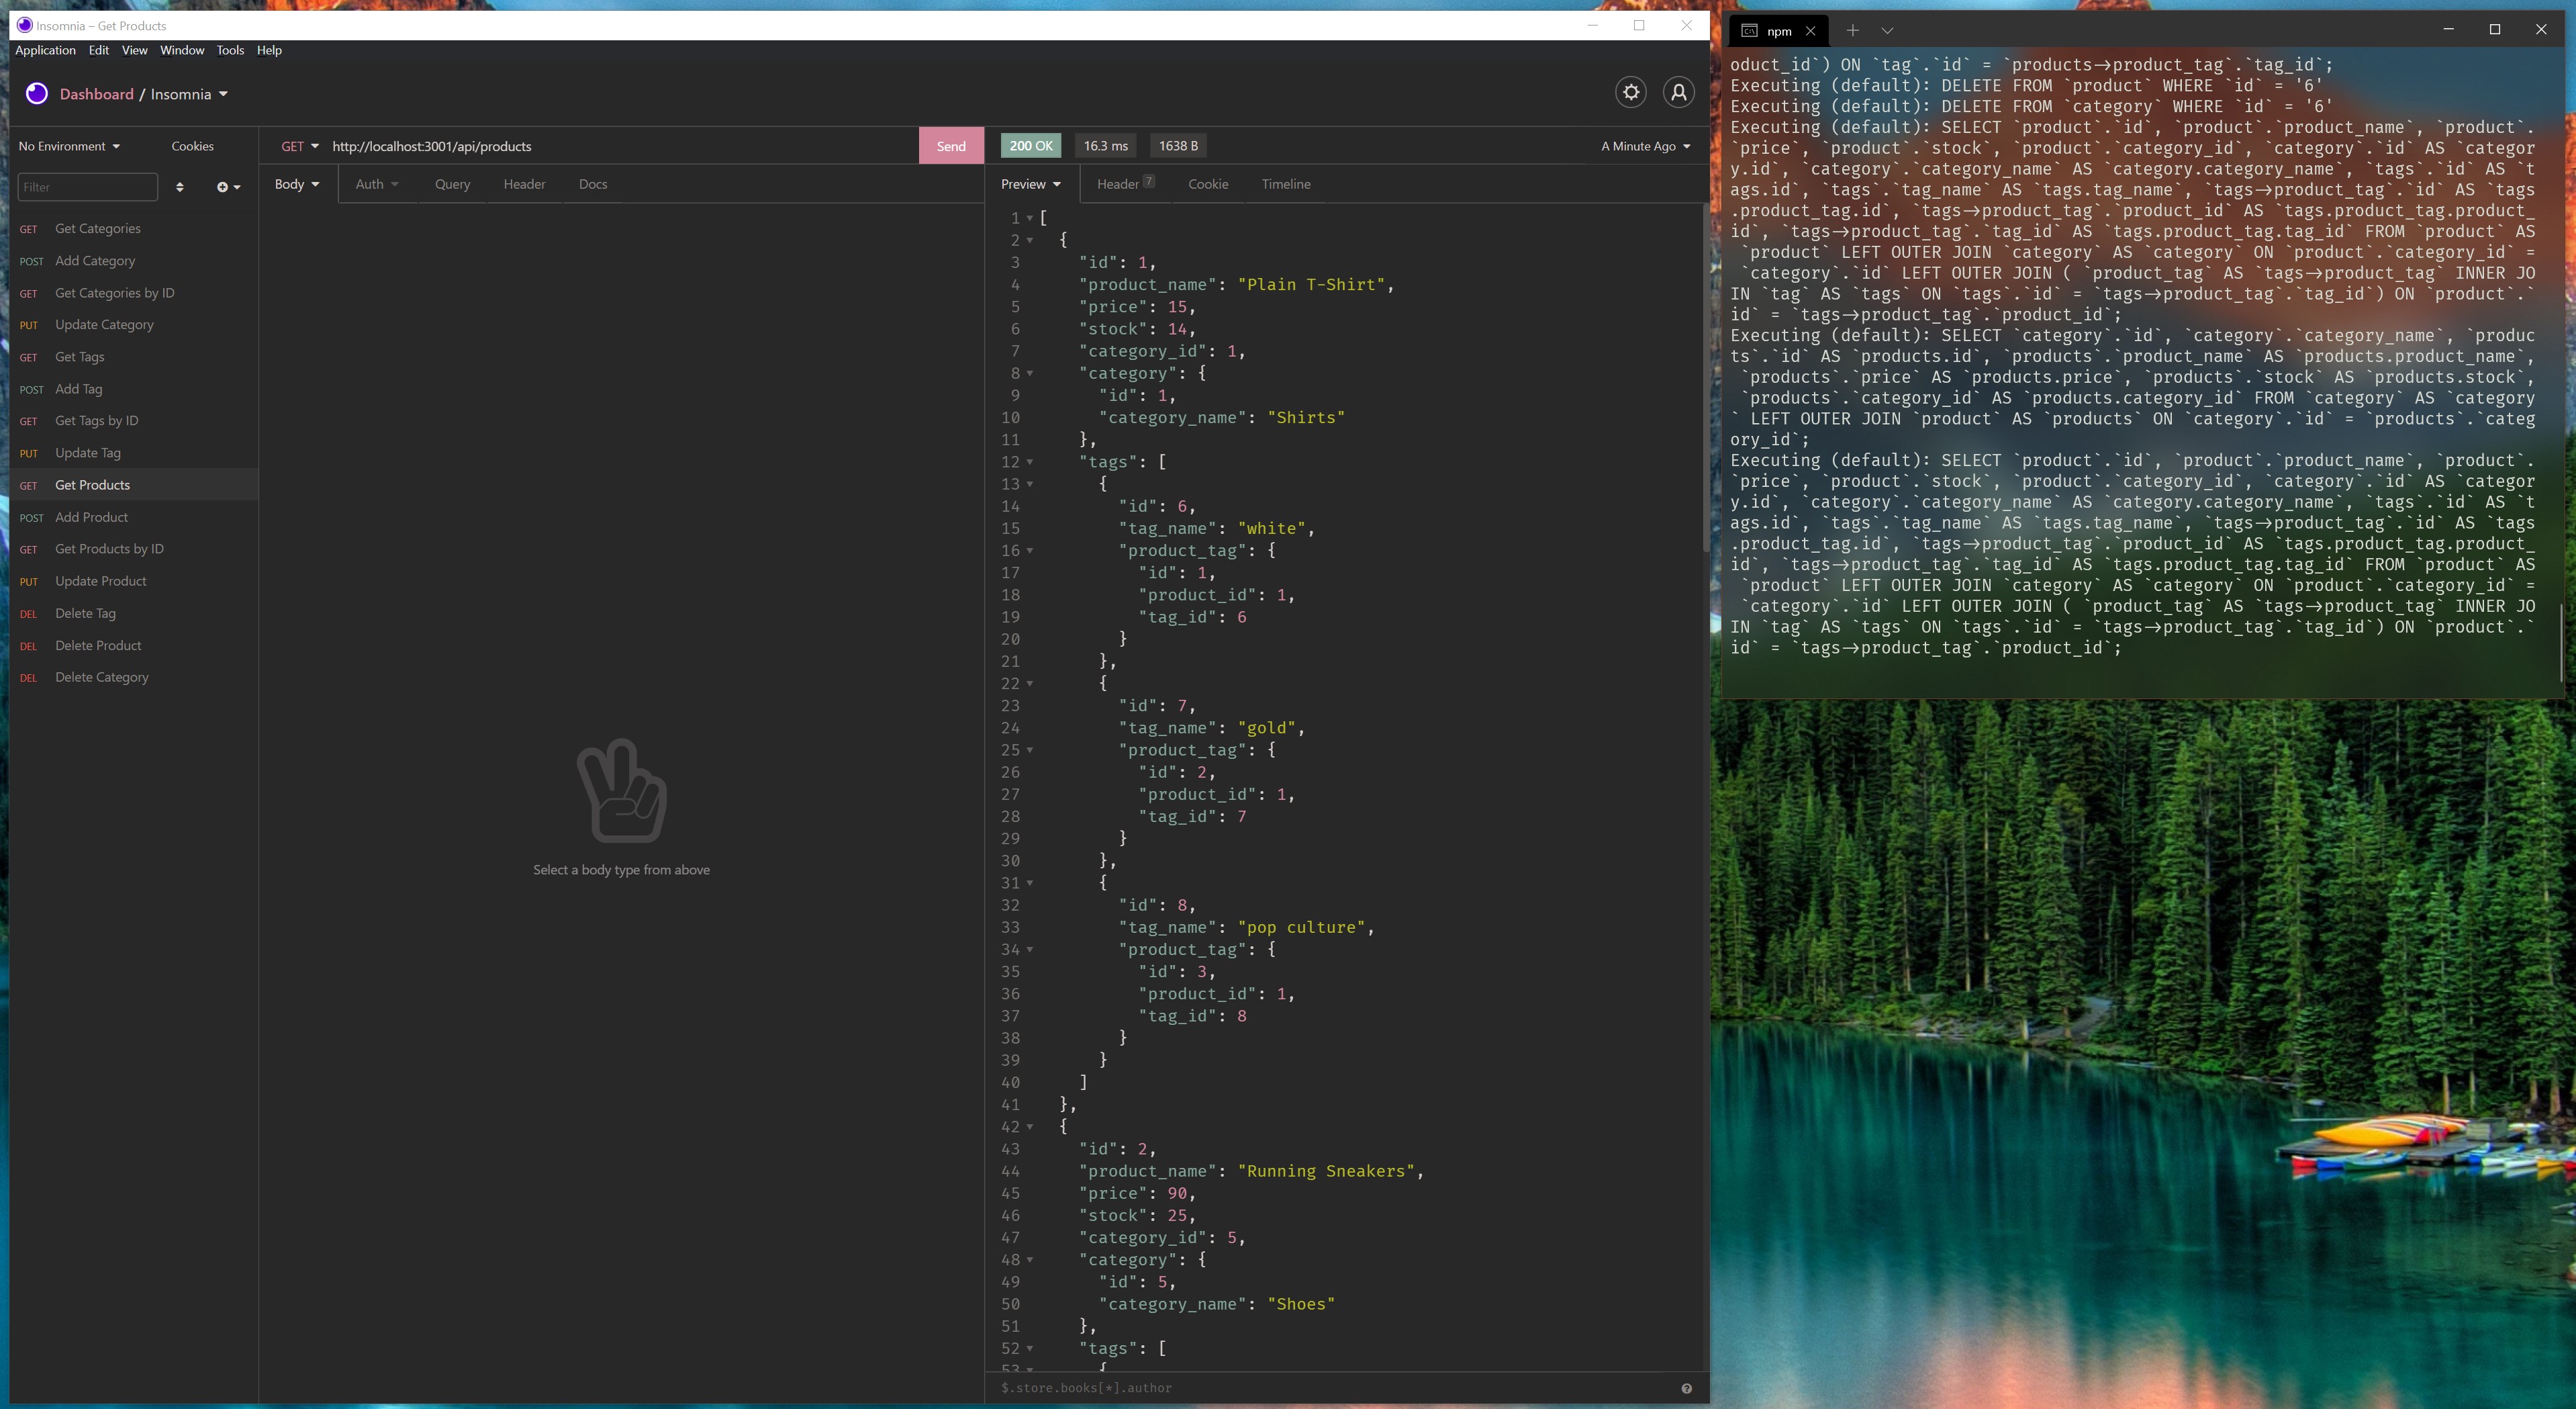 Insomnia – Get Products
Application Edit View Window Tools Help
Dashboard / Insomnia
No Environment Cookies
Filter
GET Get Categories
POST Add Category
GET Get Categories by ID
PUT Update Category
GET Get Tags
POST Add Tag
GET Get Tags by ID
PUT Update Tag
GET Get Products
POST Add Product
GET Get Products by ID
PUT Update Product
DEL Delete Tag
DEL Delete Product
DEL Delete Category
GET http://localhost:3001/api/products Send
Body Auth Query Header Docs
Select a body type from above
200 OK 16.3 ms 1638 B A Minute Ago
Preview Header 7 Cookie Timeline
1 [
2 {
3 "id": 1,
4 "product_name": "Plain T-Shirt",
5 "price": 15,
6 "stock": 14,
7 "category_id": 1,
8 "category": {
9 "id": 1,
10 "category_name": "Shirts"
11 },
12 "tags": [
13 {
14 "id": 6,
15 "tag_name": "white",
16 "product_tag": {
17 "id": 1,
18 "product_id": 1,
19 "tag_id": 6
20 }
21 },
22 {
23 "id": 7,
24 "tag_name": "gold",
25 "product_tag": {
26 "id": 2,
27 "product_id": 1,
28 "tag_id": 7
29 }
30 },
31 {
32 "id": 8,
33 "tag_name": "pop culture",
34 "product_tag": {
35 "id": 3,
36 "product_id": 1,
37 "tag_id": 8
38 }
39 }
40 ]
41 },
42 {
43 "id": 2,
44 "product_name": "Running Sneakers",
45 "price": 90,
46 "stock": 25,
47 "category_id": 5,
48 "category": {
49 "id": 5,
50 "category_name": "Shoes"
51 },
52 "tags": [
53 {
$.store.books[*].author
npm
oduct_id`) ON `tag`.`id` = `products->product_tag`.`tag_id`;
Executing (default): DELETE FROM `product` WHERE `id` = '6'
Executing (default): DELETE FROM `category` WHERE `id` = '6'
Executing (default): SELECT `product`.`id`, `product`.`product_name`, `product`.
`price`, `product`.`stock`, `product`.`category_id`, `category`.`id` AS `categor
y.id`, `category`.`category_name` AS `category.category_name`, `tags`.`id` AS `t
ags.id`, `tags`.`tag_name` AS `tags.tag_name`, `tags->product_tag`.`id` AS `tags
.product_tag.id`, `tags->product_tag`.`product_id` AS `tags.product_tag.product_
id`, `tags->product_tag`.`tag_id` AS `tags.product_tag.tag_id` FROM `product` AS
`product` LEFT OUTER JOIN `category` AS `category` ON `product`.`category_id` =
`category`.`id` LEFT OUTER JOIN ( `product_tag` AS `tags->product_tag` INNER JO
IN `tag` AS `tags` ON `tags`.`id` = `tags->product_tag`.`tag_id`) ON `product`.`
id` = `tags->product_tag`.`product_id`;
Executing (default): SELECT `category`.`id`, `category`.`category_name`, `produc
ts`.`id` AS `products.id`, `products`.`product_name` AS `products.product_name`,
`products`.`price` AS `products.price`, `products`.`stock` AS `products.stock`,
`products`.`category_id` AS `products.category_id` FROM `category` AS `category
` LEFT OUTER JOIN `product` AS `products` ON `category`.`id` = `products`.`categ
ory_id`;
Executing (default): SELECT `product`.`id`, `product`.`product_name`, `product`.
`price`, `product`.`stock`, `product`.`category_id`, `category`.`id` AS `categor
y.id`, `category`.`category_name` AS `category.category_name`, `tags`.`id` AS `t
ags.id`, `tags`.`tag_name` AS `tags.tag_name`, `tags->product_tag`.`id` AS `tags
.product_tag.id`, `tags->product_tag`.`product_id` AS `tags.product_tag.product_
id`, `tags->product_tag`.`tag_id` AS `tags.product_tag.tag_id` FROM `product` AS
`product` LEFT OUTER JOIN `category` AS `category` ON `product`.`category_id` =
`category`.`id` LEFT OUTER JOIN ( `product_tag` AS `tags->product_tag` INNER JO
IN `tag` AS `tags` ON `tags`.`id` = `tags->product_tag`.`tag_id`) ON `product`.`
id` = `tags->product_tag`.`product_id`;